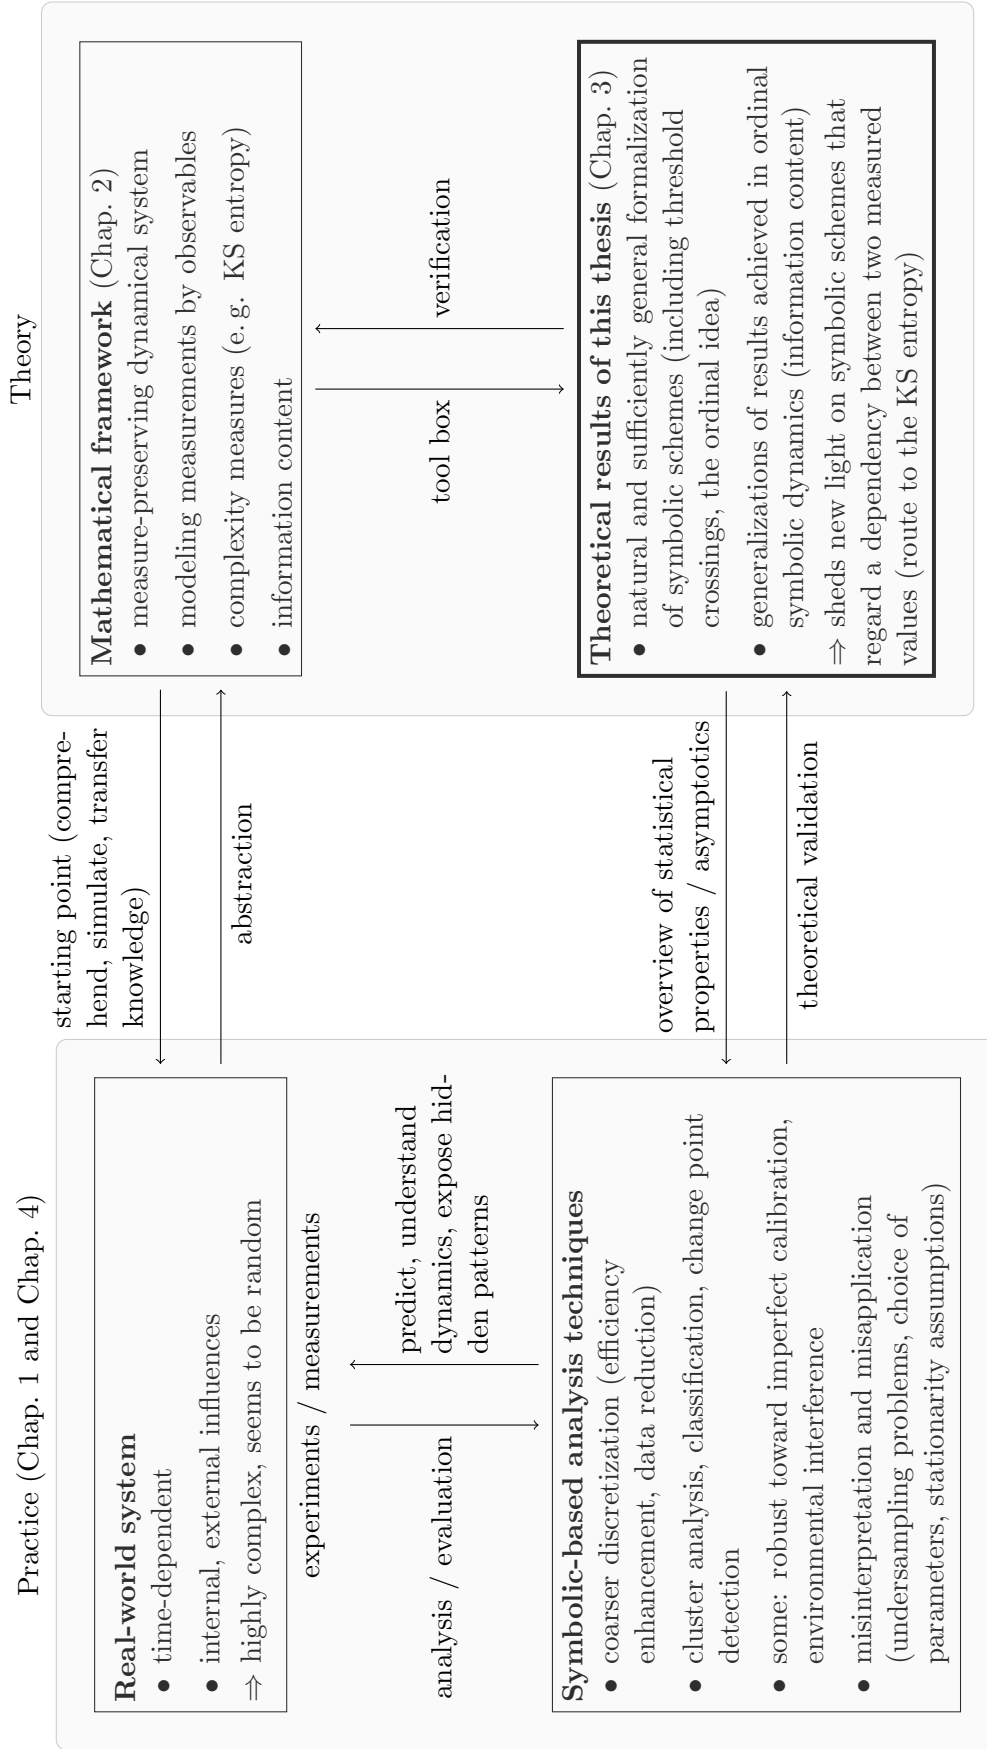 Practice (Chap. 1 and Chap. 4)
Real-world system
• time-dependent
• internal, external influences
⇒ highly complex, seems to be random
experiments / measurements
analysis / evaluation
predict, understand
dynamics, expose hid-
den patterns
Symbolic-based analysis techniques
• coarser discretization (efficiency
enhancement, data reduction)
• cluster analysis, classification, change point
detection
• some: robust toward imperfect calibration,
environmental interference
• misinterpretation and misapplication
(undersampling problems, choice of
parameters, stationarity assumptions)
starting point (compre-
hend, simulate, transfer
knowledge)
abstraction
overview of statistical
properties / asymptotics
theoretical validation
Theory
Mathematical framework (Chap. 2)
• measure-preserving dynamical system
• modeling measurements by observables
• complexity measures (e. g. KS entropy)
• information content
tool box
verification
Theoretical results of this thesis (Chap. 3)
• natural and sufficiently general formalization
of symbolic schemes (including threshold
crossings, the ordinal idea)
• generalizations of results achieved in ordinal
symbolic dynamics (information content)
⇒ sheds new light on symbolic schemes that
regard a dependency between two measured
values (route to the KS entropy)